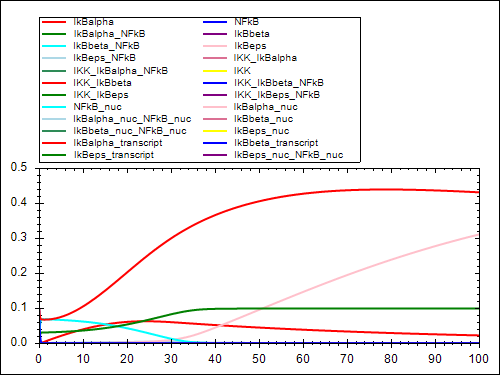 IkBalpha NFkB
IkBalpha_NFkB IkBbeta
IkBbeta_NFkB IkBeps
IkBeps_NFkB IKK_IkBalpha
IKK_IkBalpha_NFkB IKK
IKK_IkBbeta IKK_IkBbeta_NFkB
IKK_IkBeps IKK_IkBeps_NFkB
NFkB_nuc IkBalpha_nuc
IkBalpha_nuc_NFkB_nuc IkBbeta_nuc
IkBbeta_nuc_NFkB_nuc IkBeps_nuc
IkBalpha_transcript IkBbeta_transcript
IkBeps_transcript IkBeps_nuc_NFkB_nuc
0.5
0.4
0.3
0.2
0.1
0.0
0 10 20 30 40 50 60 70 80 90 100